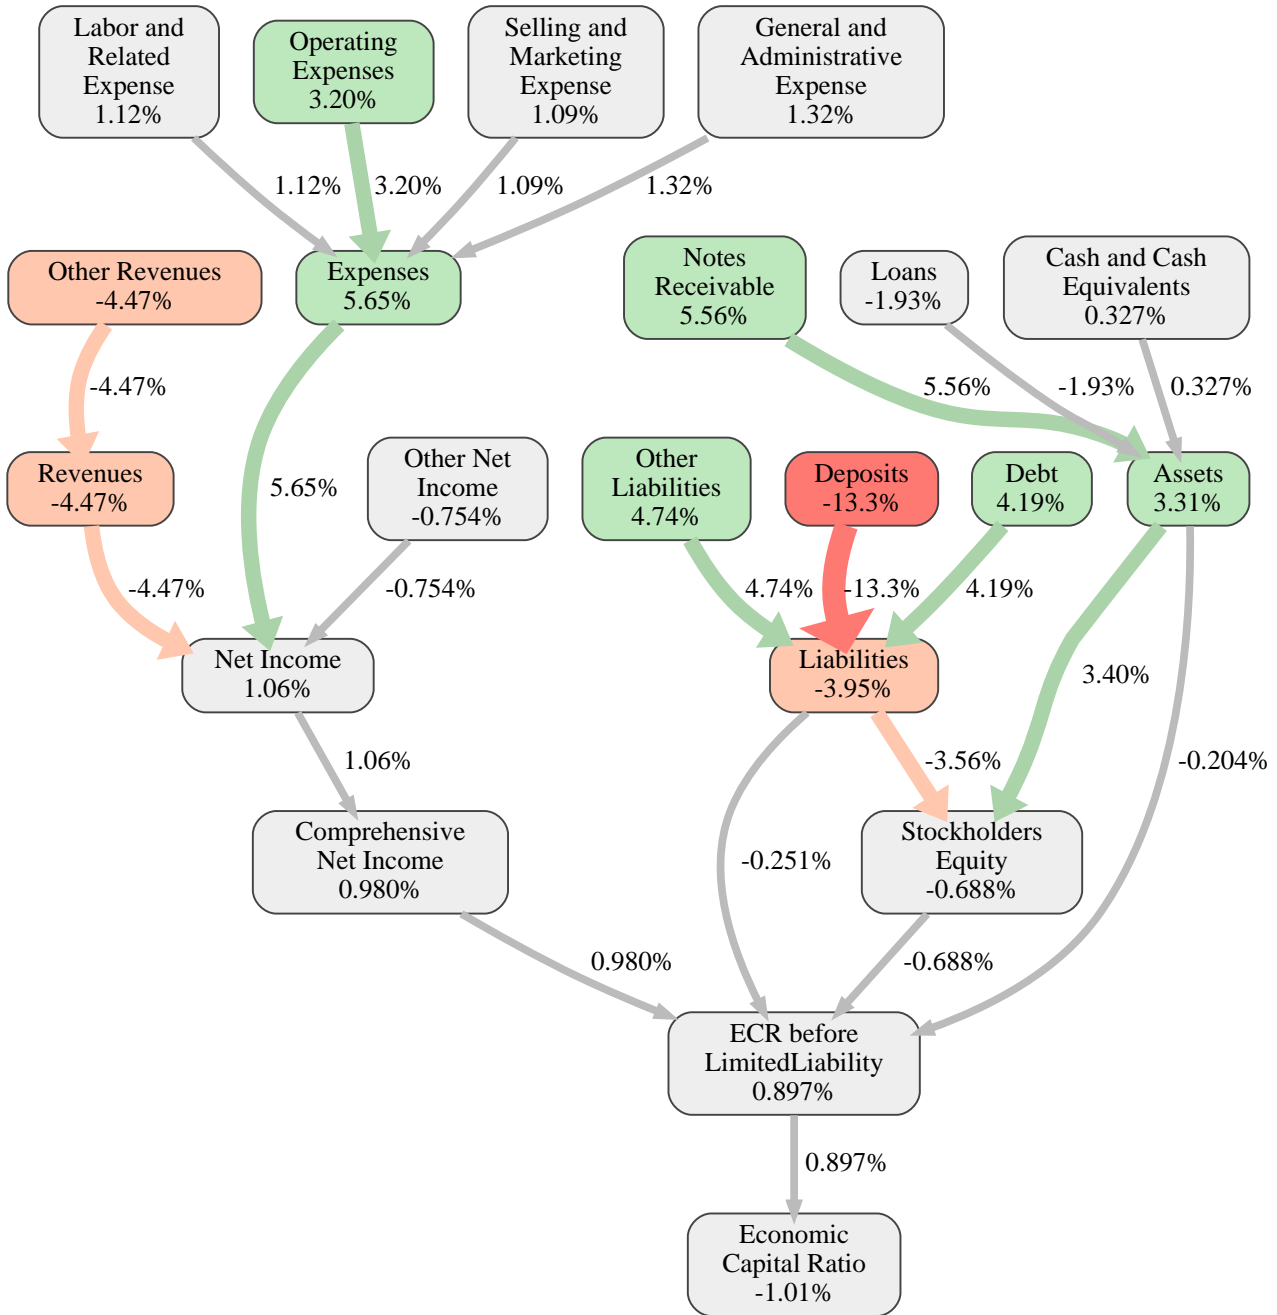 Labor and
Related
Expense
1.12%
Operating
Expenses
3.20%
Selling and
Marketing
Expense
1.09%
General and
Administrative
Expense
1.32%
1.12%
3.20%
1.09%
1.32%
Other Revenues
-4.47%
Expenses
5.65%
Notes
Receivable
5.56%
Loans
-1.93%
Cash and Cash
Equivalents
0.327%
-4.47%
5.56%
-1.93%
0.327%
Revenues
-4.47%
5.65%
Other Net
Income
-0.754%
Other
Liabilities
4.74%
Deposits
-13.3%
Debt
4.19%
Assets
3.31%
-4.47%
-0.754%
4.74%
-13.3%
4.19%
Net Income
1.06%
Liabilities
-3.95%
3.40%
1.06%
-3.56%
-0.204%
Comprehensive
Net Income
0.980%
-0.251%
Stockholders
Equity
-0.688%
0.980%
-0.688%
ECR before
LimitedLiability
0.897%
0.897%
Economic
Capital Ratio
-1.01%